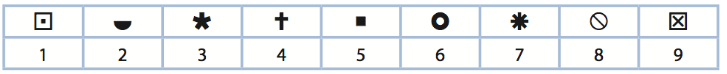 ⊡ ◒ * † ■ ○ ✷ ⦸ ☒
1 2 3 4 5 6 7 8 9